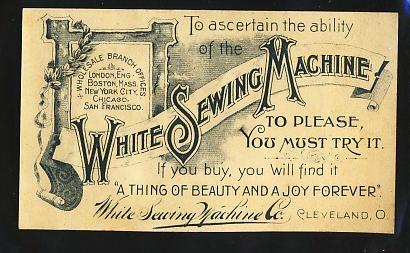 To ascertain the ability
of the
WHITE SEWING MACHINE!
WHOLESALE BRANCH OFFICES
LONDON, ENG.
BOSTON, MASS.
NEW YORK CITY,
CHICAGO,
SAN FRANCISCO.
TO PLEASE,
YOU MUST TRY IT.
If you buy, you will find it
"A THING OF BEAUTY AND A JOY FOREVER".
White Sewing Machine Co. CLEVELAND, O.